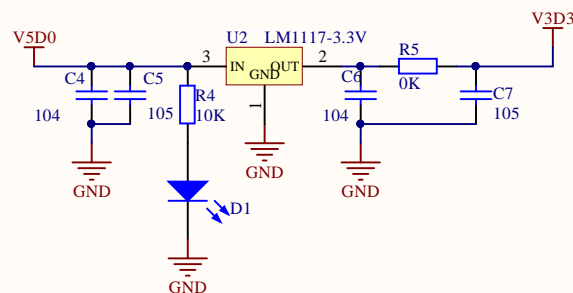 V5D0
U2 LM1117-3.3V
V3D3
C4
C5
3
IN
OUT
GND
2
C6
R5
104
105
R4
10K
1
104
0K
C7
105
GND
GND
GND
D1
GND